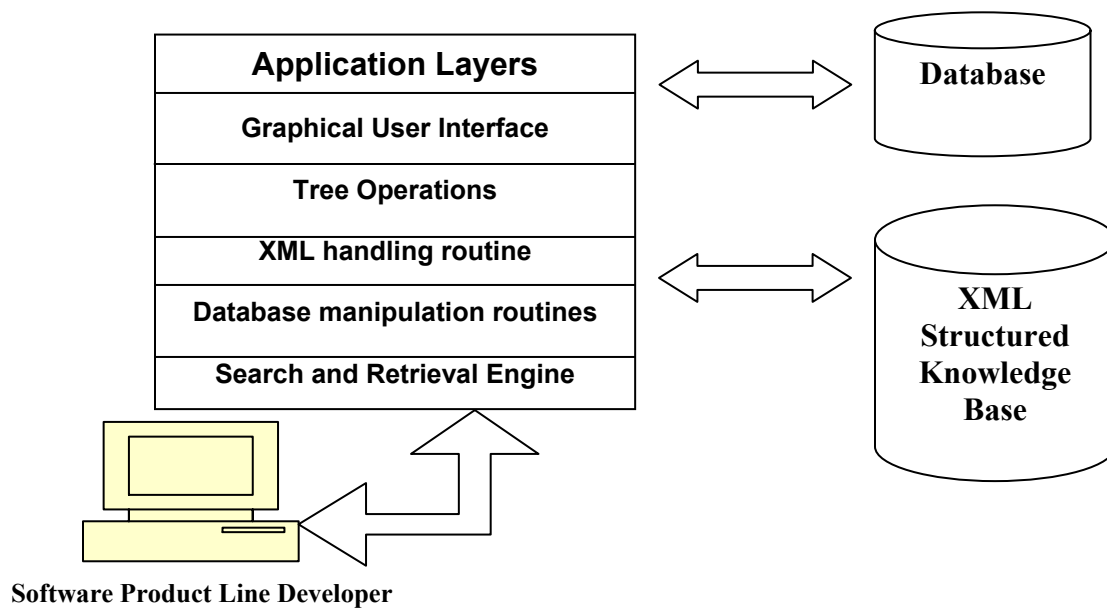 Application Layers
Graphical User Interface
Tree Operations
XML handling routine
Database manipulation routines
Search and Retrieval Engine
Database
XML
Structured
Knowledge
Base
Software Product Line Developer